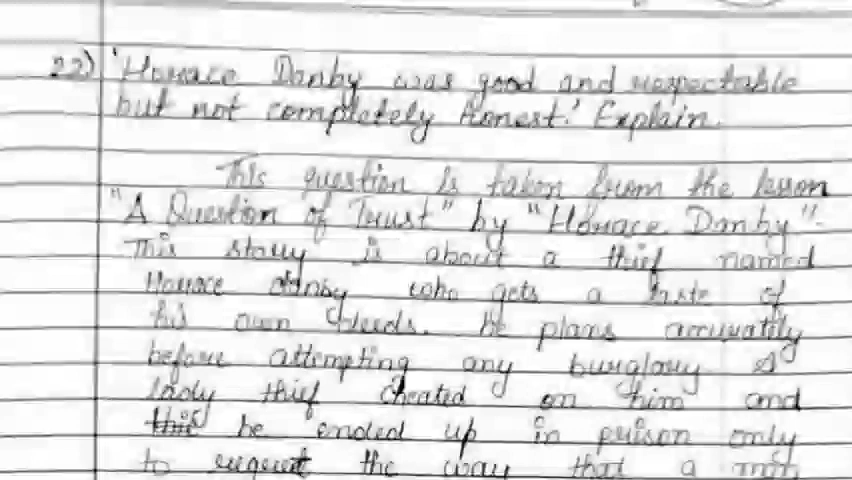 22) 'Horace Danby was good and respectable
but not completely honest.' Explain.
This question is taken from the lesson
"A Question of Trust" by "Horace Danby".
This story is about a thief named
Horace Danby who gets a taste of
his own deeds. he plans accurately
before attempting any burglary. A
lady thief cheated on him and
he ended up in prison only
to regret the way that a